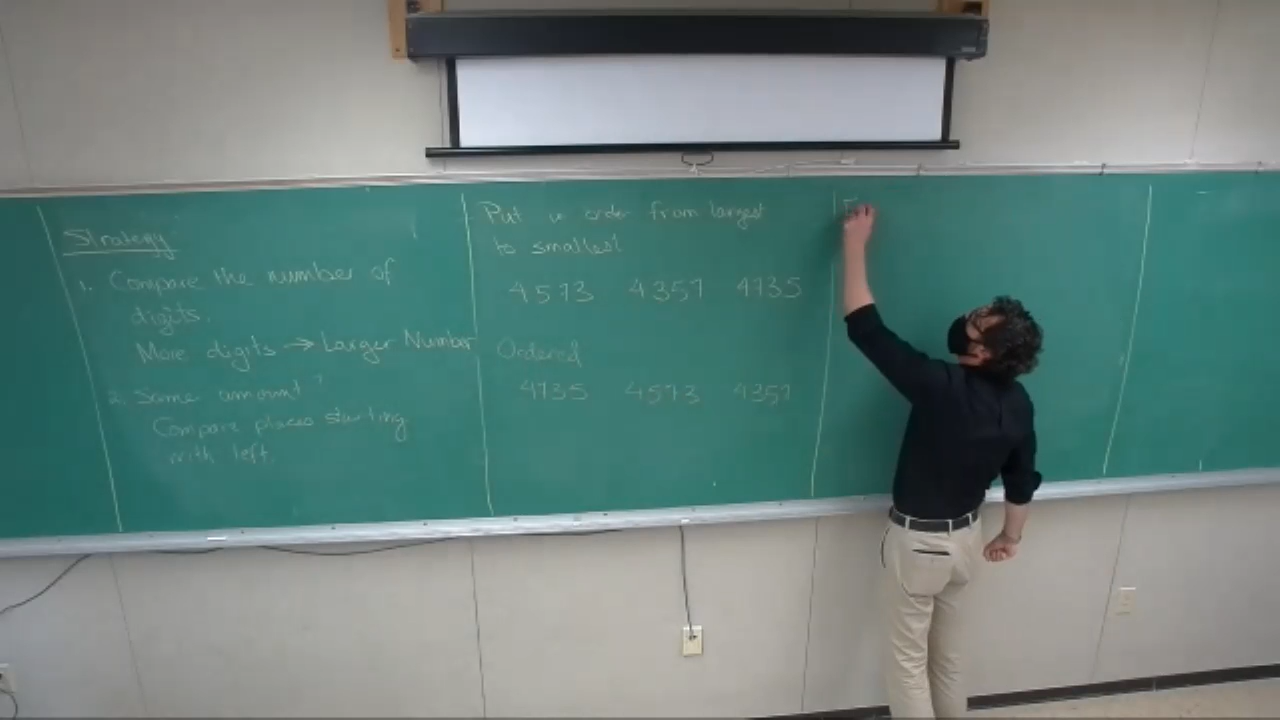 Strategy
1. Compare the number of
digits.
More digits → Larger Number
2. Same amount?
Compare places starting
with left.
Put in order from largest
to smallest
4573 4357 4735
Ordered
4735 4573 4357